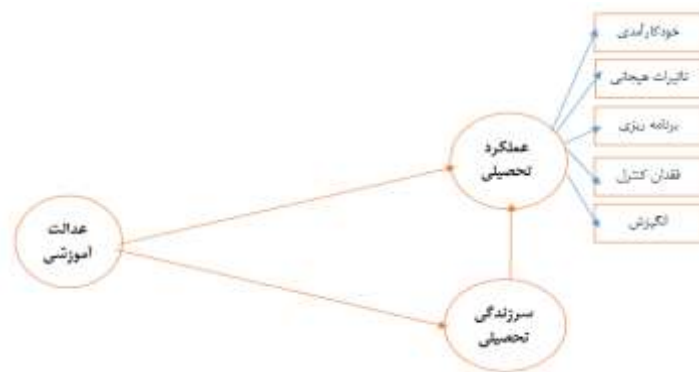 خودکارآمدی
تاثیرات هیجانی
برنامه ریزی
فقدان کنترل
انگیزش
عملکرد
تحصیلی
عدالت
آموزشی
سرزندگی
تحصیلی